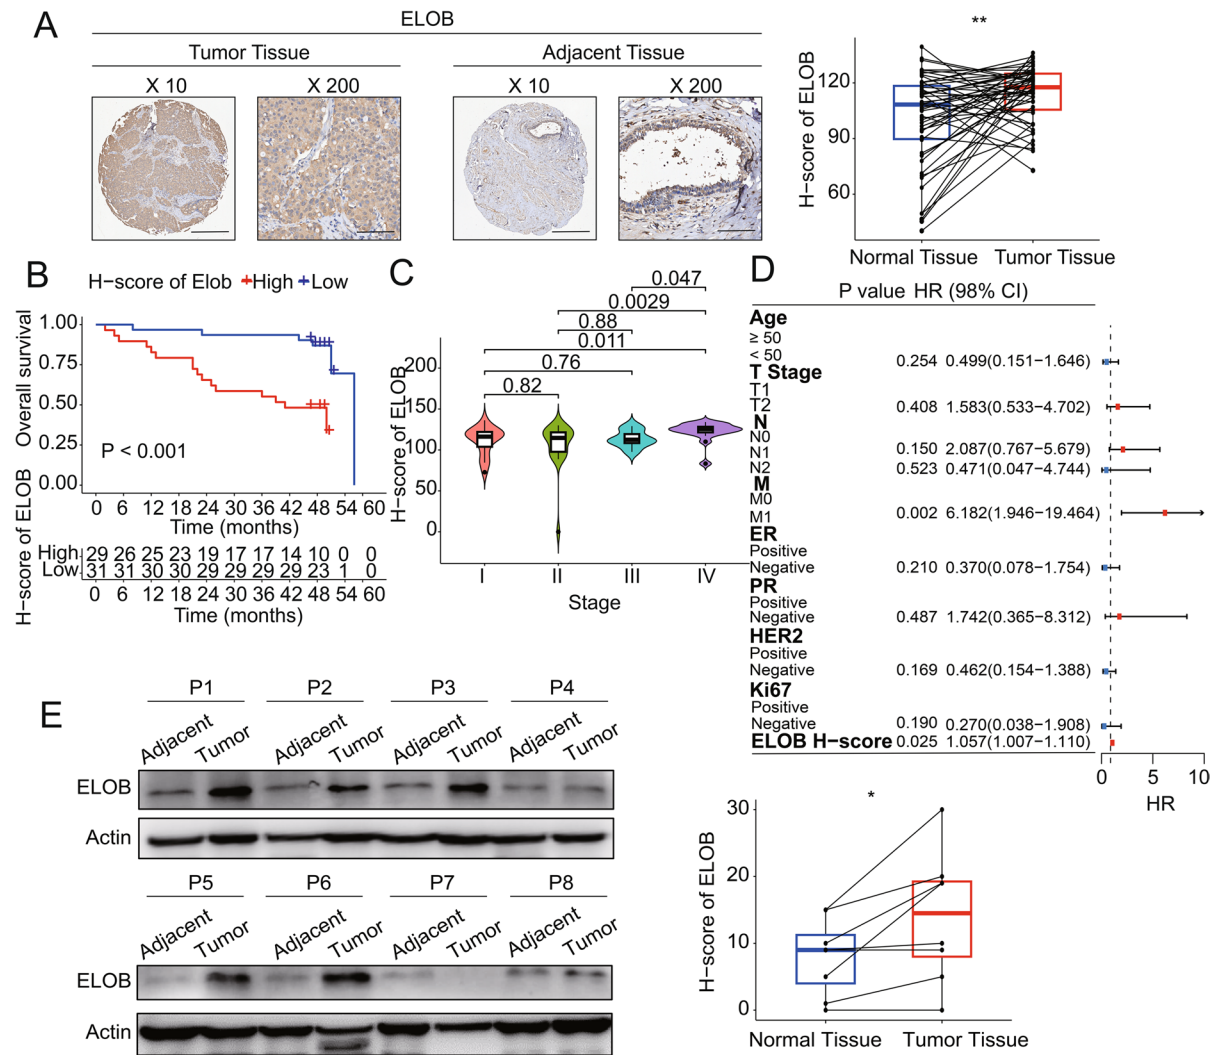 A
ELOB
Tumor Tissue
Adjacent Tissue
X 10
X 200
X 10
X 200
**
H−score of ELOB
120
90
60
Normal Tissue
Tumor Tissue
B
H−score of Elob
High
Low
Overall survival
1.00
0.75
0.50
0.25
0.00
P < 0.001
0 6 12 18 24 30 36 42 48 54 60
Time (months)
H−score of ELOB
High 29 26 25 23 19 17 17 14 10 0 0
Low 31 31 30 30 29 29 29 29 23 1 0
0 6 12 18 24 30 36 42 48 54 60
Time (months)
C
H−score of ELOB
200
150
100
50
0
0.047
0.0029
0.88
0.011
0.76
0.82
I II III IV
Stage
D
P value HR (98% CI)
Age
≥ 50
< 50 0.254 0.499(0.151−1.646)
T Stage
T1
T2 0.408 1.583(0.533−4.702)
N
N0
N1 0.150 2.087(0.767−5.679)
N2 0.523 0.471(0.047−4.744)
M
M0
M1 0.002 6.182(1.946−19.464)
ER
Positive
Negative 0.210 0.370(0.078−1.754)
PR
Positive
Negative 0.487 1.742(0.365−8.312)
HER2
Positive
Negative 0.169 0.462(0.154−1.388)
Ki67
Positive
Negative 0.190 0.270(0.038−1.908)
ELOB H−score 0.025 1.057(1.007−1.110)
0 5 10
HR
E
P1 P2 P3 P4
Adjacent Tumor Adjacent Tumor Adjacent Tumor Adjacent Tumor
ELOB
Actin
P5 P6 P7 P8
Adjacent Tumor Adjacent Tumor Adjacent Tumor Adjacent Tumor
ELOB
Actin
*
H−score of ELOB
30
20
10
0
Normal Tissue
Tumor Tissue